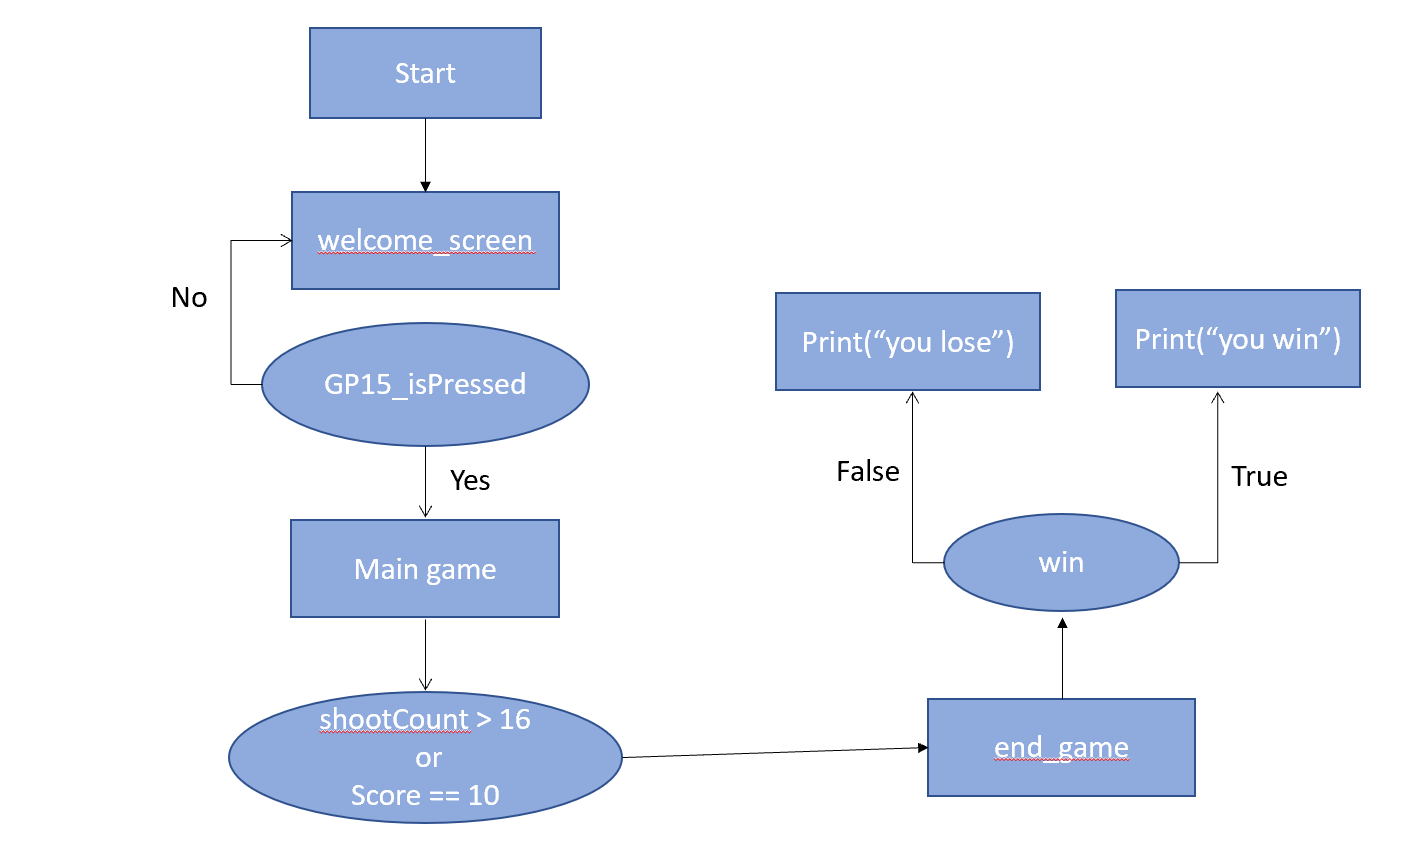 Start
welcome_screen
No
GP15_isPressed
Yes
Main game
shootCount > 16
or
Score == 10
end_game
win
False
True
Print(“you lose”)
Print(“you win”)